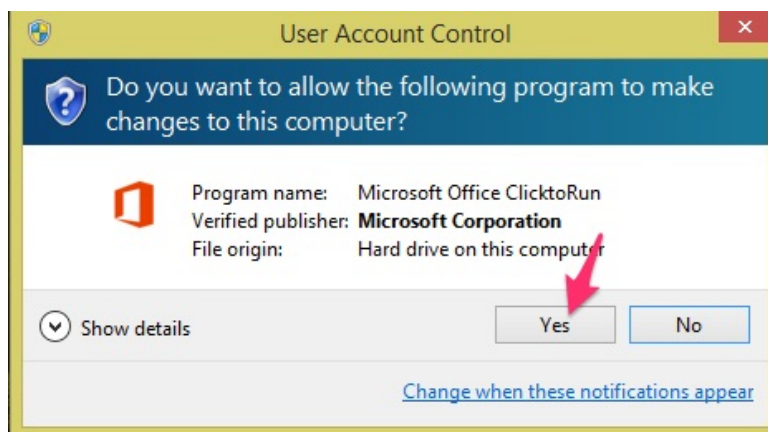 User Account Control
Do you want to allow the following program to make
changes to this computer?
Program name: Microsoft Office ClicktoRun
Verified publisher: Microsoft Corporation
File origin: Hard drive on this computer
Show details
Yes No
Change when these notifications appear